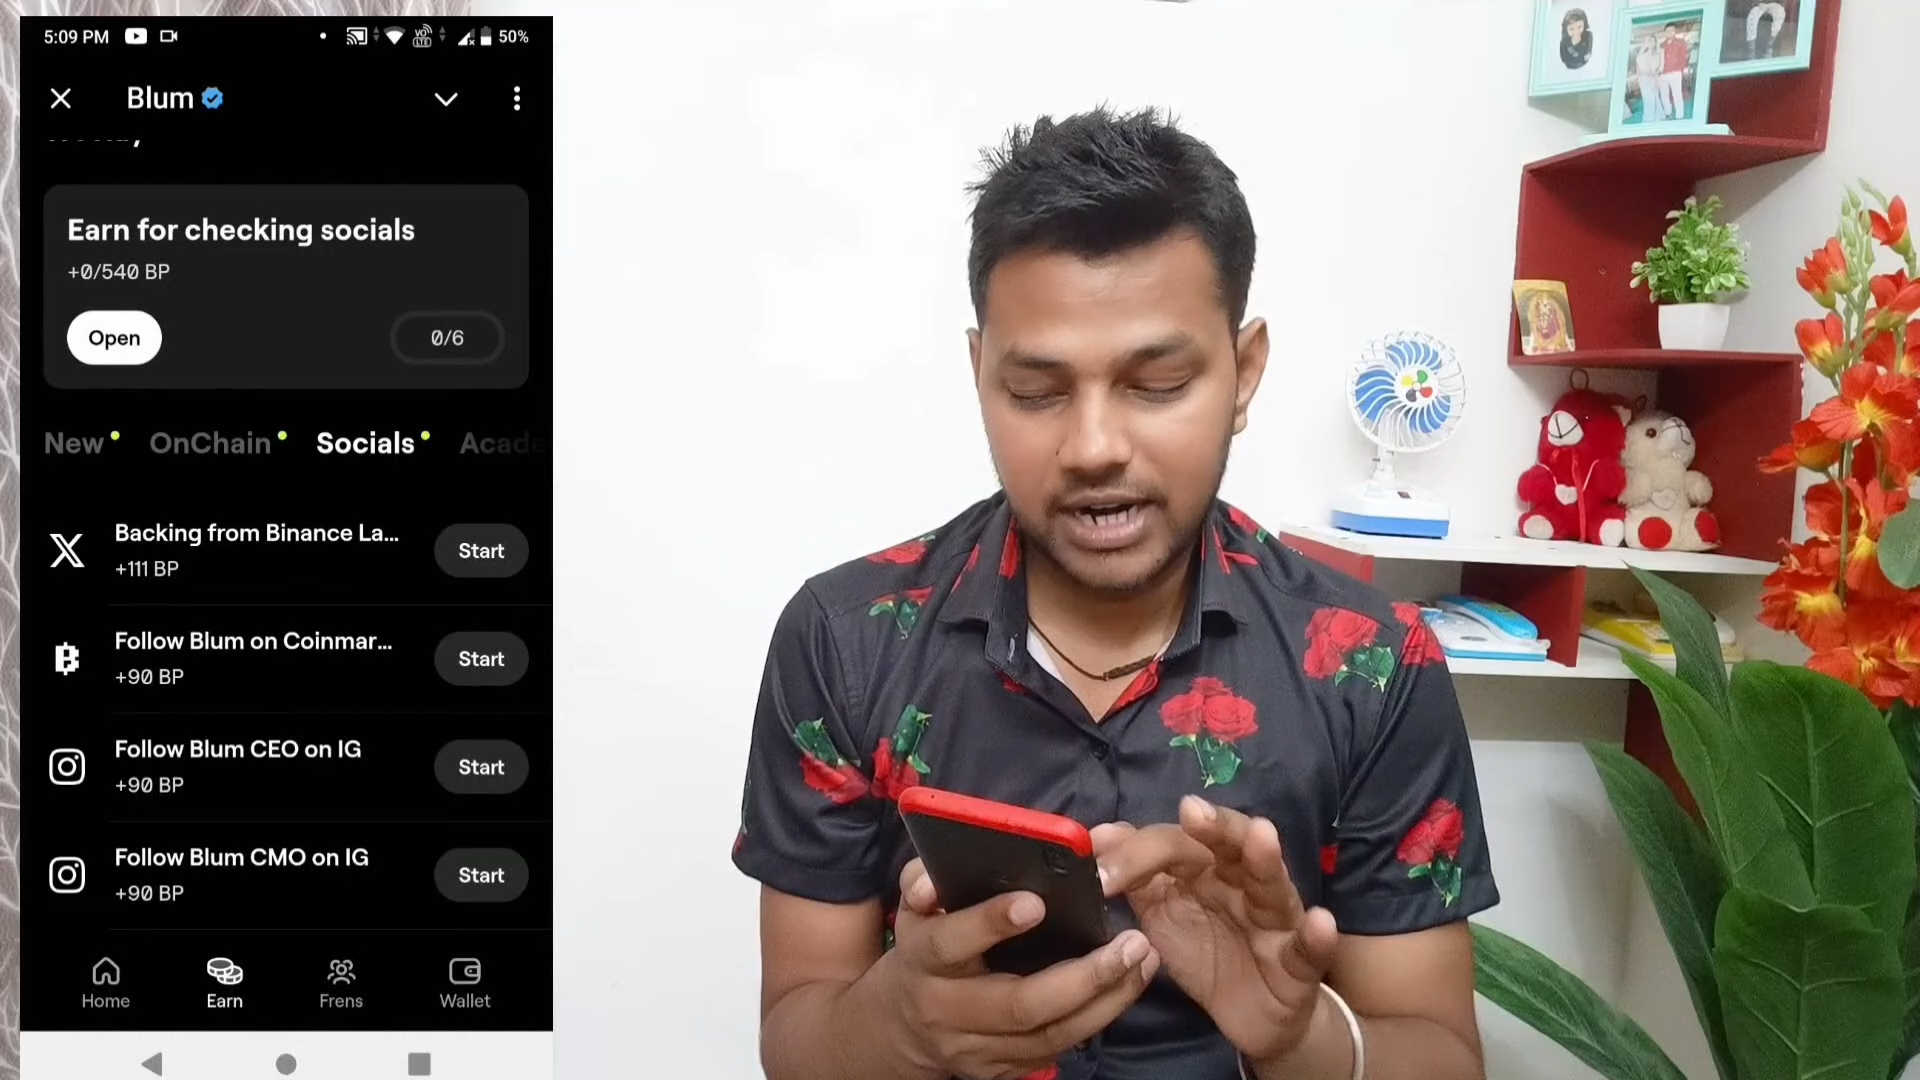 5:09 PM
50%
Blum
Earn for checking socials
+0/540 BP
Open
0/6
New
OnChain
Socials
Acade
Backing from Binance La...
+111 BP
Start
Follow Blum on Coinmar...
+90 BP
Start
Follow Blum CEO on IG
+90 BP
Start
Follow Blum CMO on IG
+90 BP
Start
Home
Earn
Frens
Wallet